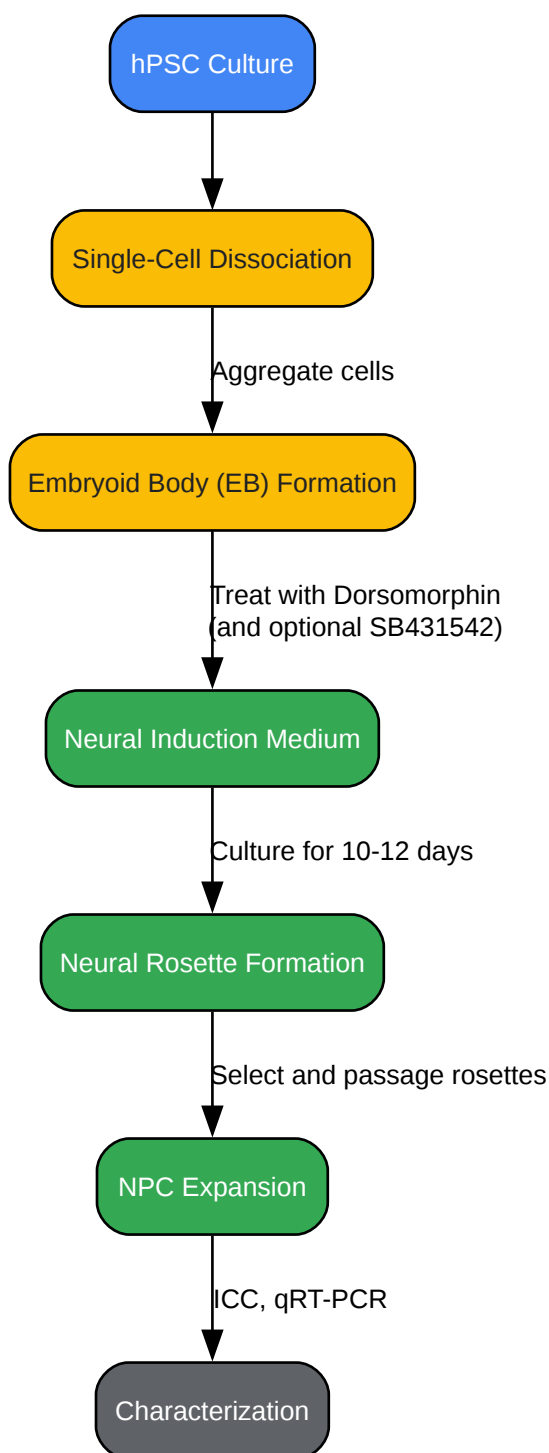 hPSC Culture
Single-Cell Dissociation
Aggregate cells
Embryoid Body (EB) Formation
Treat with Dorsomorphin
(and optional SB431542)
Neural Induction Medium
Culture for 10-12 days
Neural Rosette Formation
Select and passage rosettes
NPC Expansion
ICC, qRT-PCR
Characterization